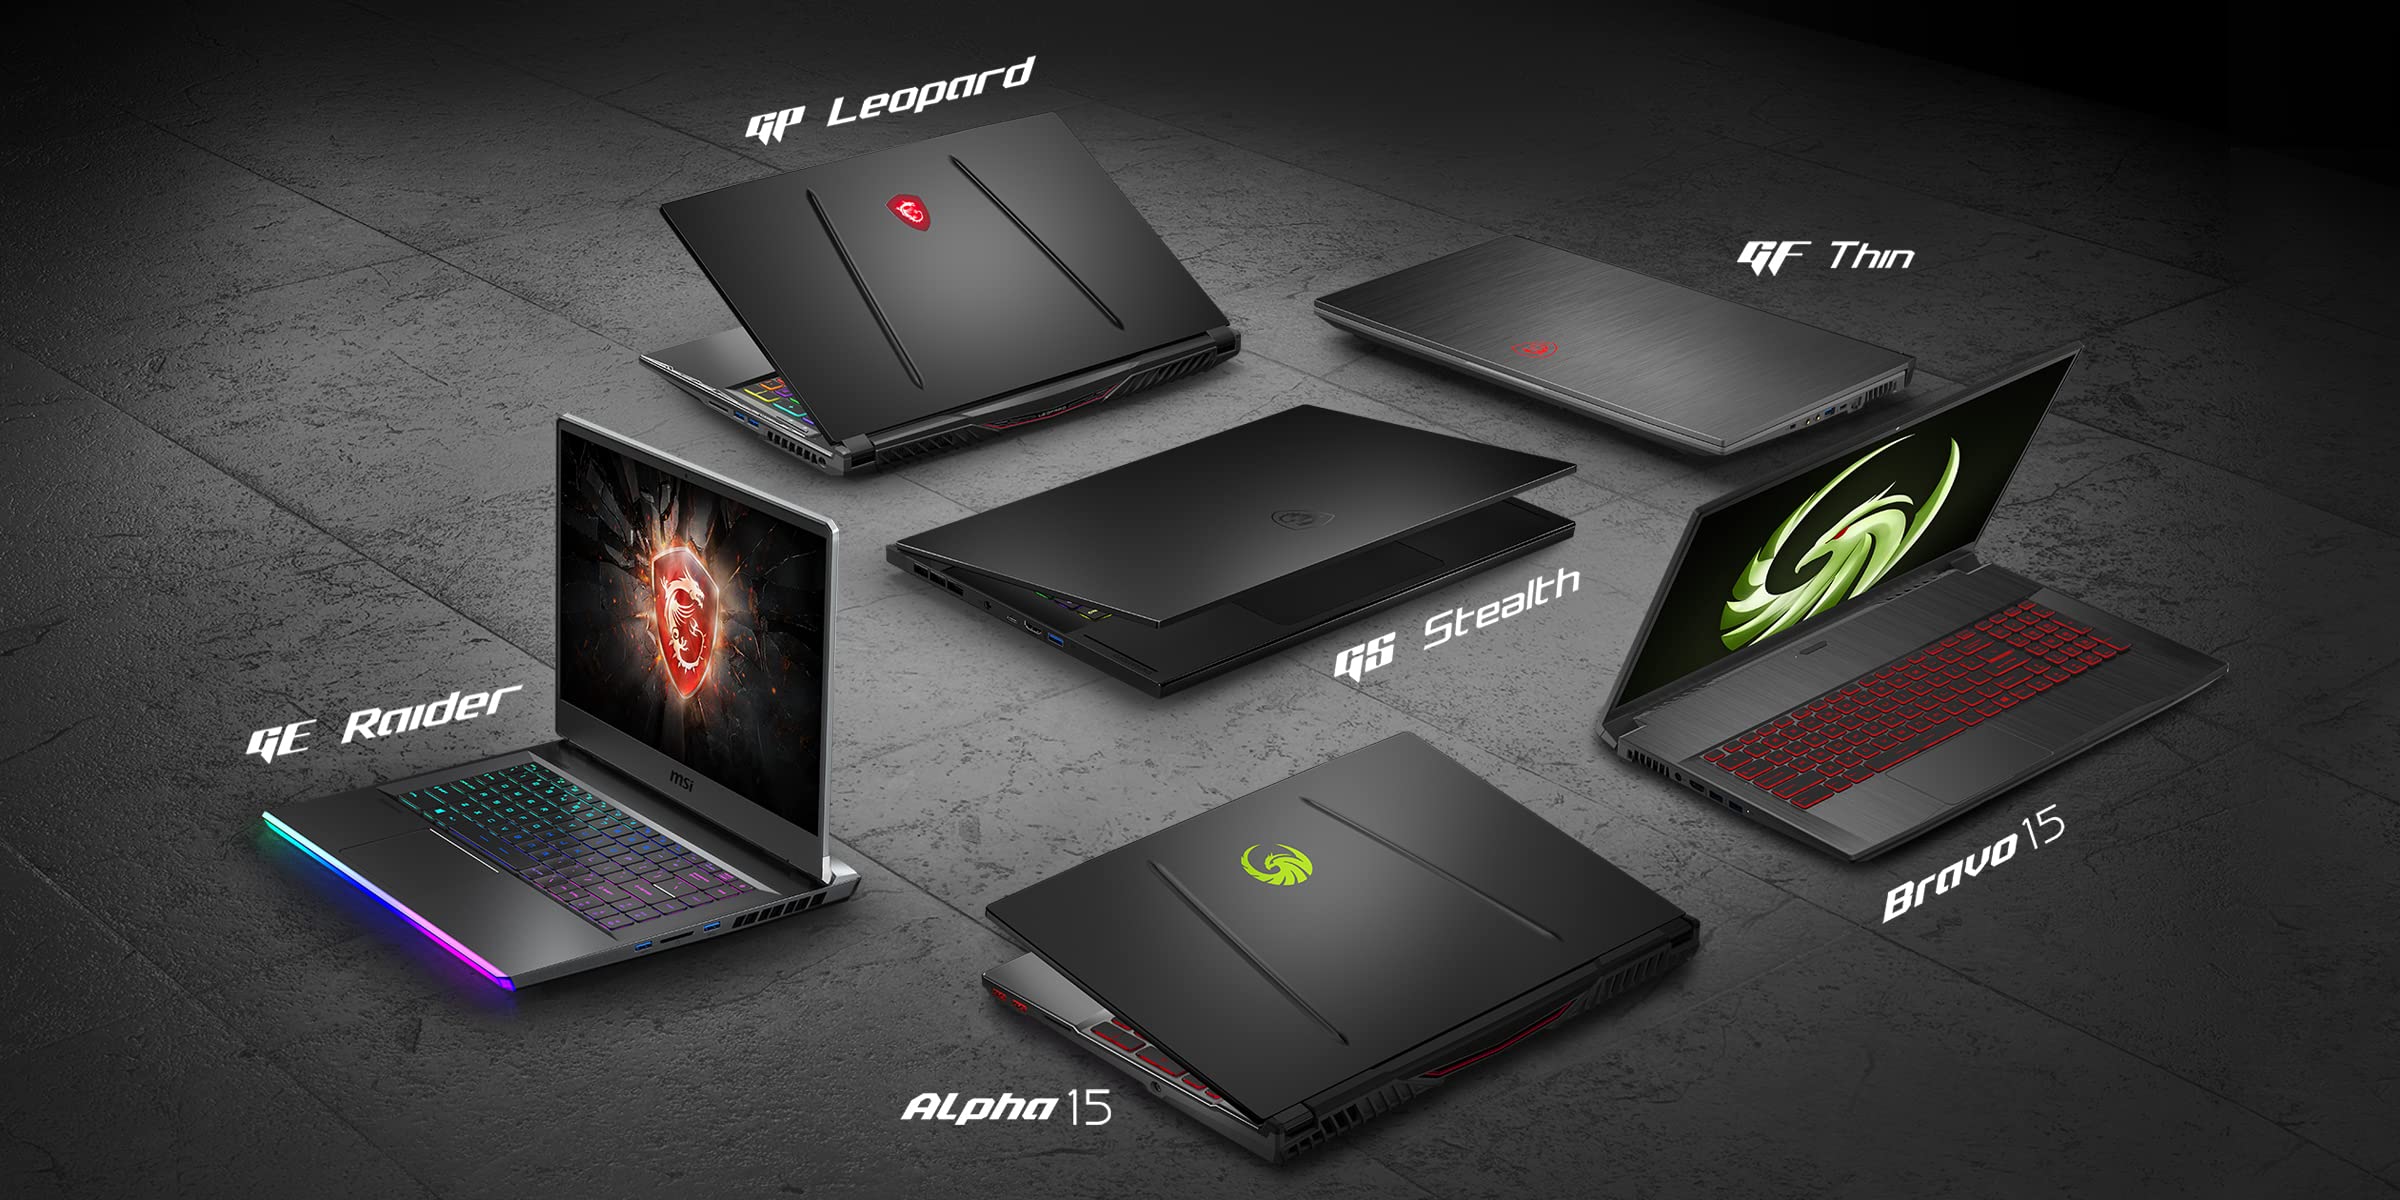 GP Leopard
GF Thin
GS Stealth
GE Raider
msi
Bravo 15
Alpha 15